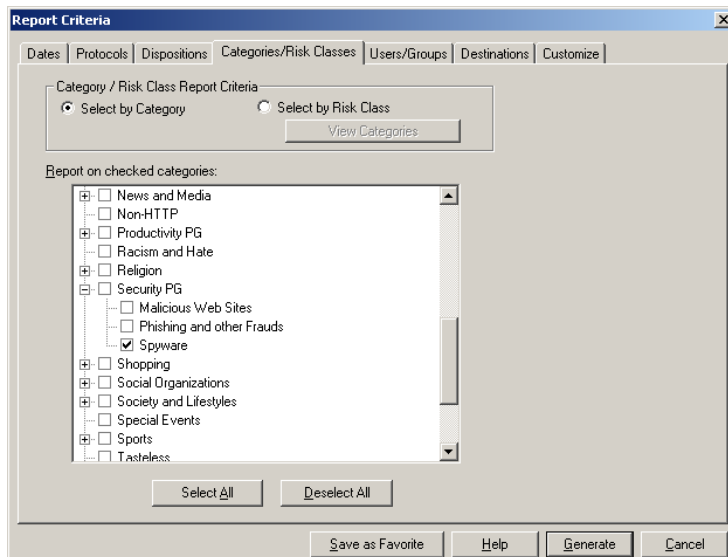 Report Criteria
Dates Protocols Dispositions Categories/Risk Classes Users/Groups Destinations Customize
Category / Risk Class Report Criteria
Select by Category Select by Risk Class
View Categories
Report on checked categories:
News and Media
Non-HTTP
Productivity PG
Racism and Hate
Religion
Security PG
Malicious Web Sites
Phishing and other Frauds
Spyware
Shopping
Social Organizations
Society and Lifestyles
Special Events
Sports
Tasteless
Select All Deselect All
Save as Favorite Help Generate Cancel